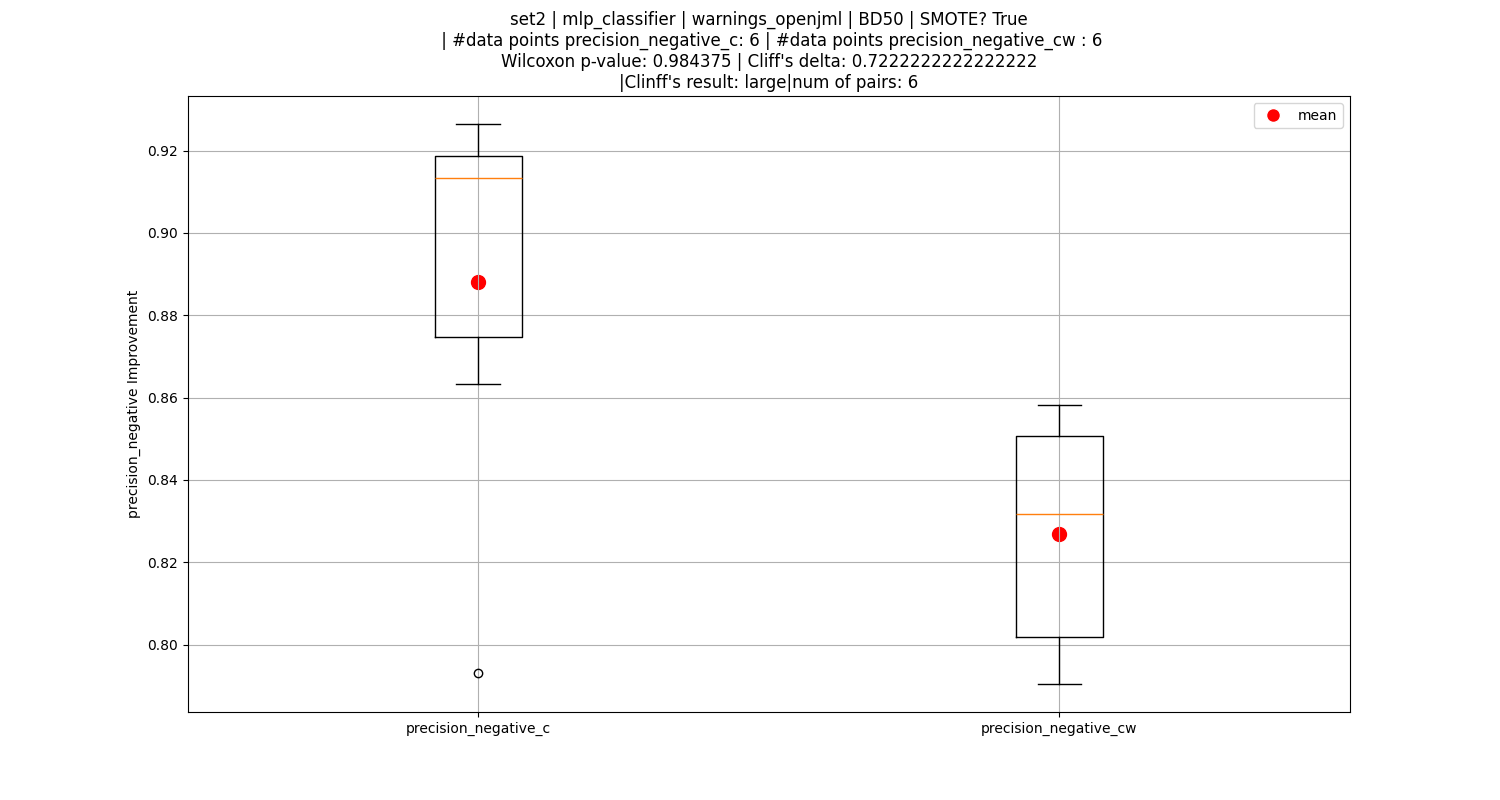 set2 | mlp_classifier | warnings_openjml | BD50 | SMOTE? True
| #data points precision_negative_c: 6 | #data points precision_negative_cw : 6
Wilcoxon p-value: 0.984375 | Cliff's delta: 0.7222222222222222
|Clinff's result: large|num of pairs: 6
mean
0.92
0.90
0.88
0.86
0.84
0.82
0.80
precision_negative Improvement
precision_negative_c
precision_negative_cw